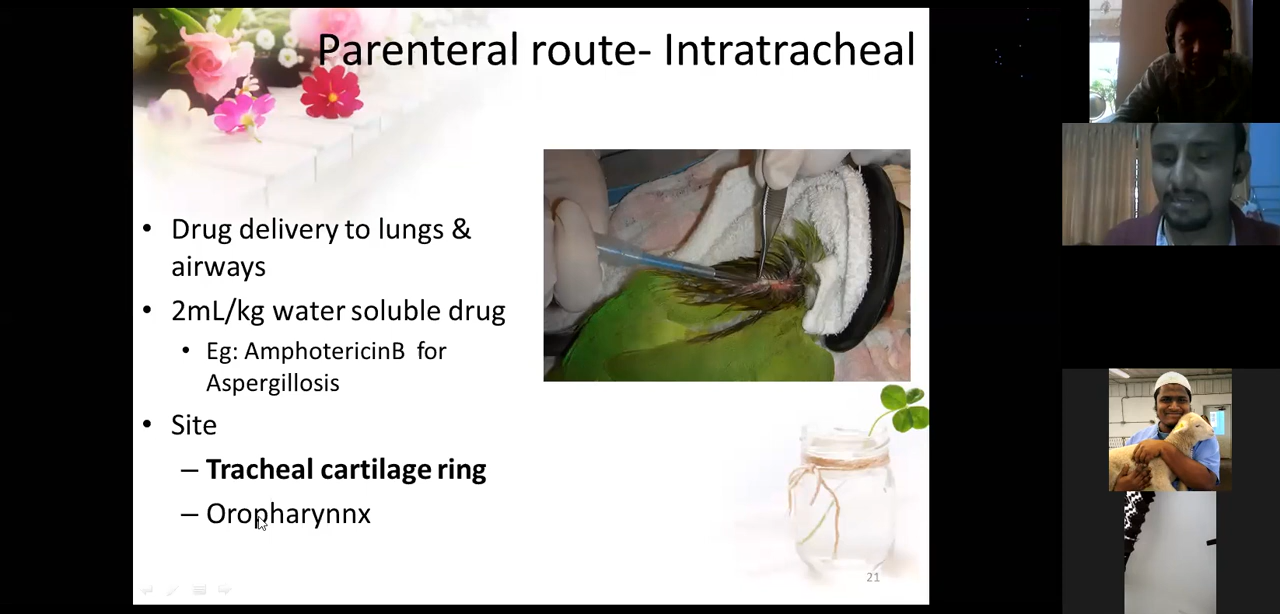 Parenteral route- Intratracheal
• Drug delivery to lungs &
airways
• 2mL/kg water soluble drug
• Eg: AmphotericinB for
Aspergillosis
• Site
– Tracheal cartilage ring
– Oropharynnx
21